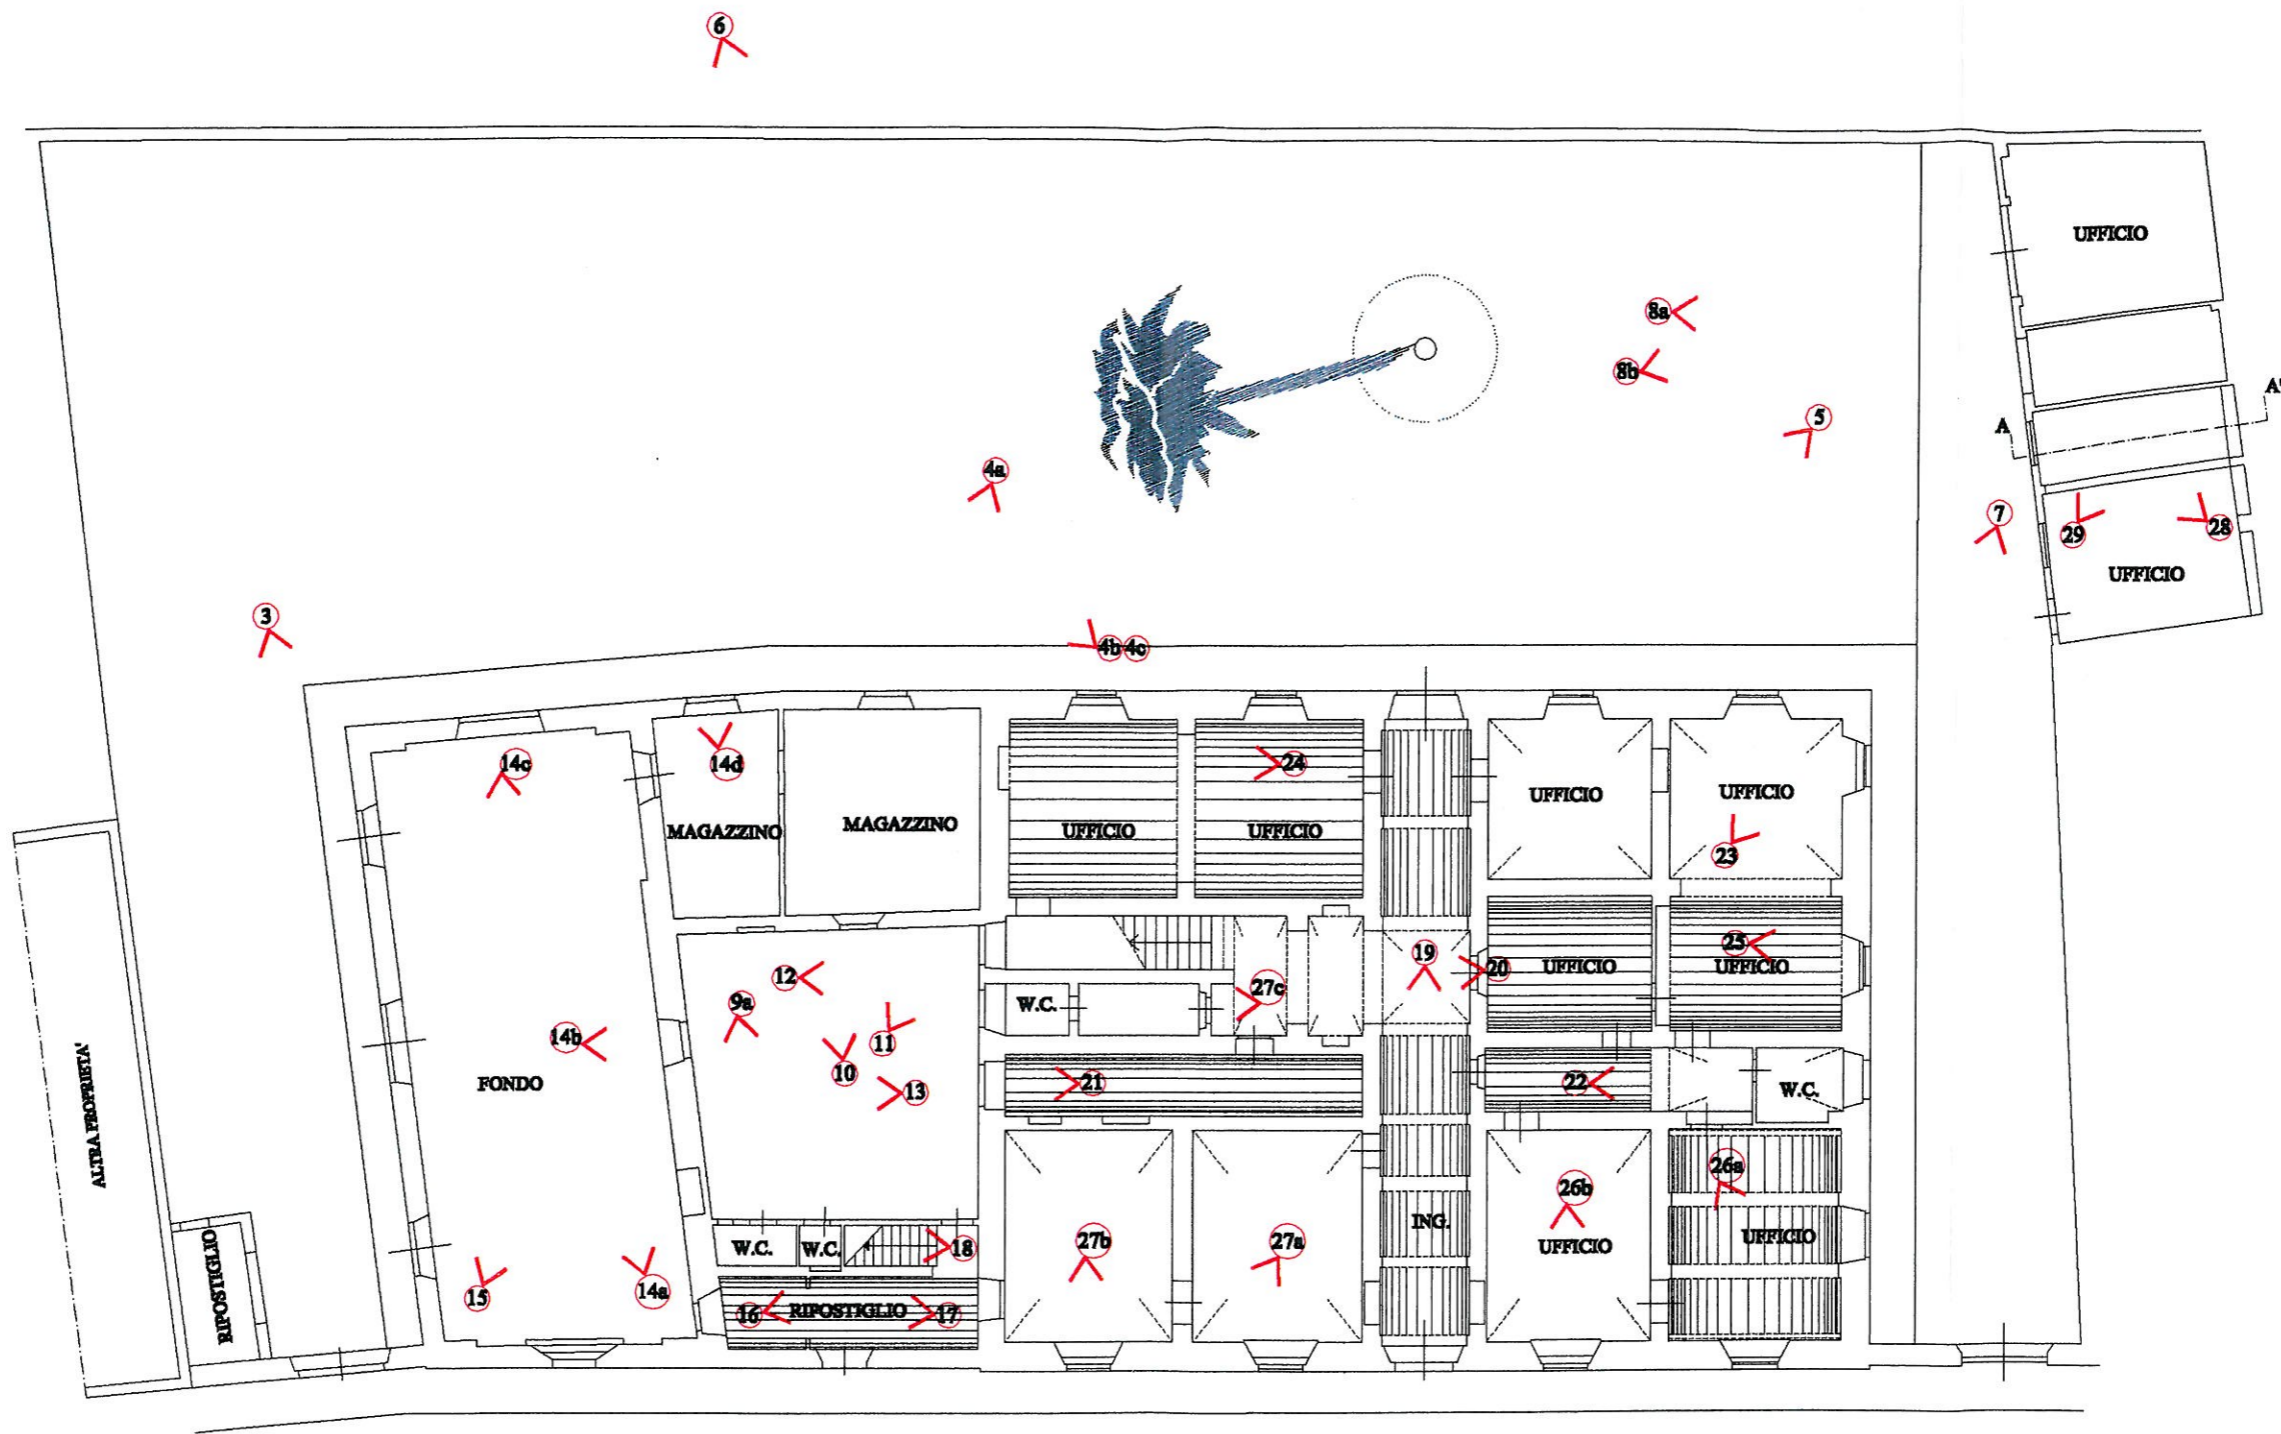 6
UFFICIO
8a
8b
A'
5
A
4a
7
29
28
UFFICIO
3
4b 4c
14c
14d
24
UFFICIO
UFFICIO
MAGAZZINO
MAGAZZINO
UFFICIO
UFFICIO
23
12
9a
11
10
13
14b
FONDO
W.C.
27c
19
20
UFFICIO
25
UFFICIO
21
22
W.C.
ALTRA PROPRIETA'
26a
26b
ING.
UFFICIO
UFFICIO
RIPOSTIGLIO
W.C.
W.C.
18
27b
27a
15
14a
16
RIPOSTIGLIO
17